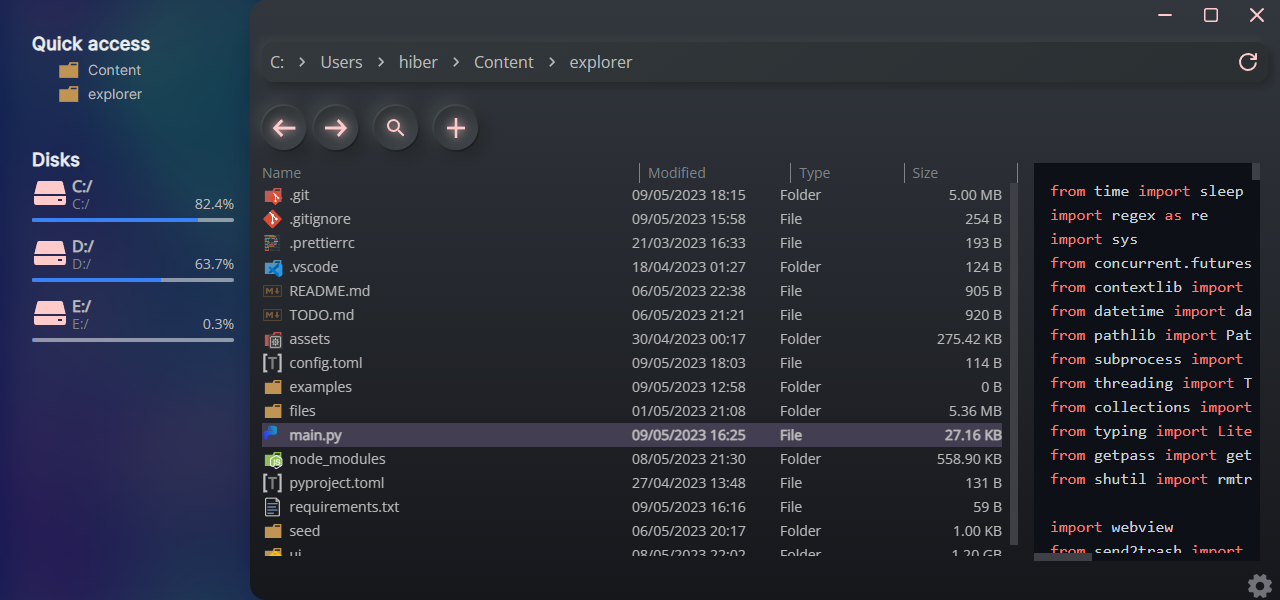 Quick access
Content
explorer
Disks
C:/
C:/ 82.4%
D:/
D:/ 63.7%
E:/
E:/ 0.3%
C: > Users > hiber > Content > explorer
Name Modified Type Size
.git 09/05/2023 18:15 Folder 5.00 MB
.gitignore 09/05/2023 15:58 File 254 B
.prettierrc 21/03/2023 16:33 File 193 B
.vscode 18/04/2023 01:27 Folder 124 B
README.md 06/05/2023 22:38 File 905 B
TODO.md 06/05/2023 21:21 File 920 B
assets 30/04/2023 00:17 Folder 275.42 KB
config.toml 09/05/2023 18:03 File 114 B
examples 09/05/2023 12:58 Folder 0 B
files 01/05/2023 21:08 Folder 5.36 MB
main.py 09/05/2023 16:25 File 27.16 KB
node_modules 08/05/2023 21:30 Folder 558.90 KB
pyproject.toml 27/04/2023 13:48 File 131 B
requirements.txt 09/05/2023 16:16 File 59 B
seed 06/05/2023 20:17 Folder 1.00 KB
ui 08/05/2023 22:02 Folder 1.20 GB
from time import sleep
import regex as re
import sys
from concurrent.futures
from contextlib import
from datetime import da
from pathlib import Pat
from subprocess import
from threading import T
from collections import
from typing import Lite
from getpass import get
from shutil import rmtr
import webview
from send2trash import